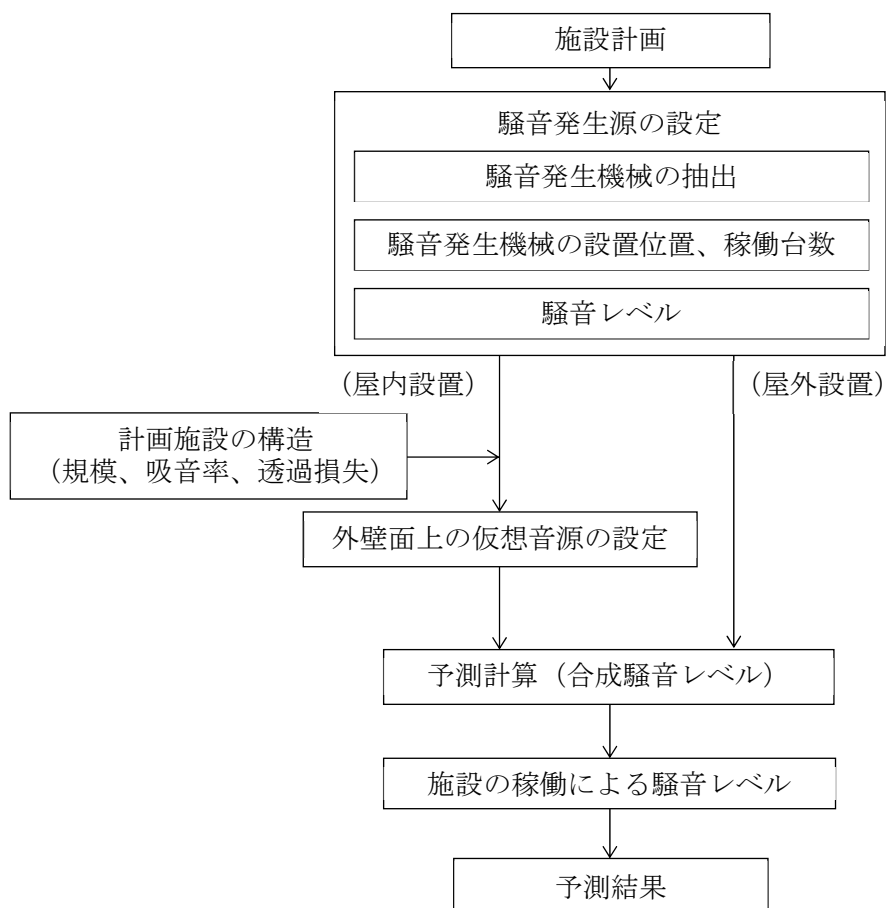 施設計画
騒音発生源の設定
騒音発生機械の抽出
騒音発生機械の設置位置、稼働台数
騒音レベル
(屋内設置)
(屋外設置)
計画施設の構造
(規模、吸音率、透過損失)
外壁面上の仮想音源の設定
予測計算(合成騒音レベル)
施設の稼働による騒音レベル
予測結果